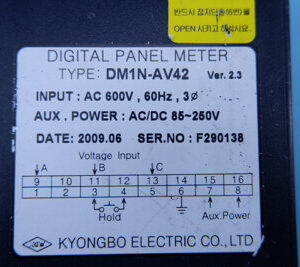 반드시 접지단자(6번)를
OPEN 시키고 하십시오
DIGITAL PANEL METER
TYPE: DM1N-AV42 Ver. 2.3
INPUT : AC 600V, 60Hz, 3ø
AUX. POWER : AC/DC 85~250V
DATE: 2009.06 SER.NO : F290138
Voltage Input
A B C
9 10 11 12 13 14 15 16
1 2 3 4 5 6 7 8
Hold Aux.Power
KYONGBO ELECTRIC CO., LTD